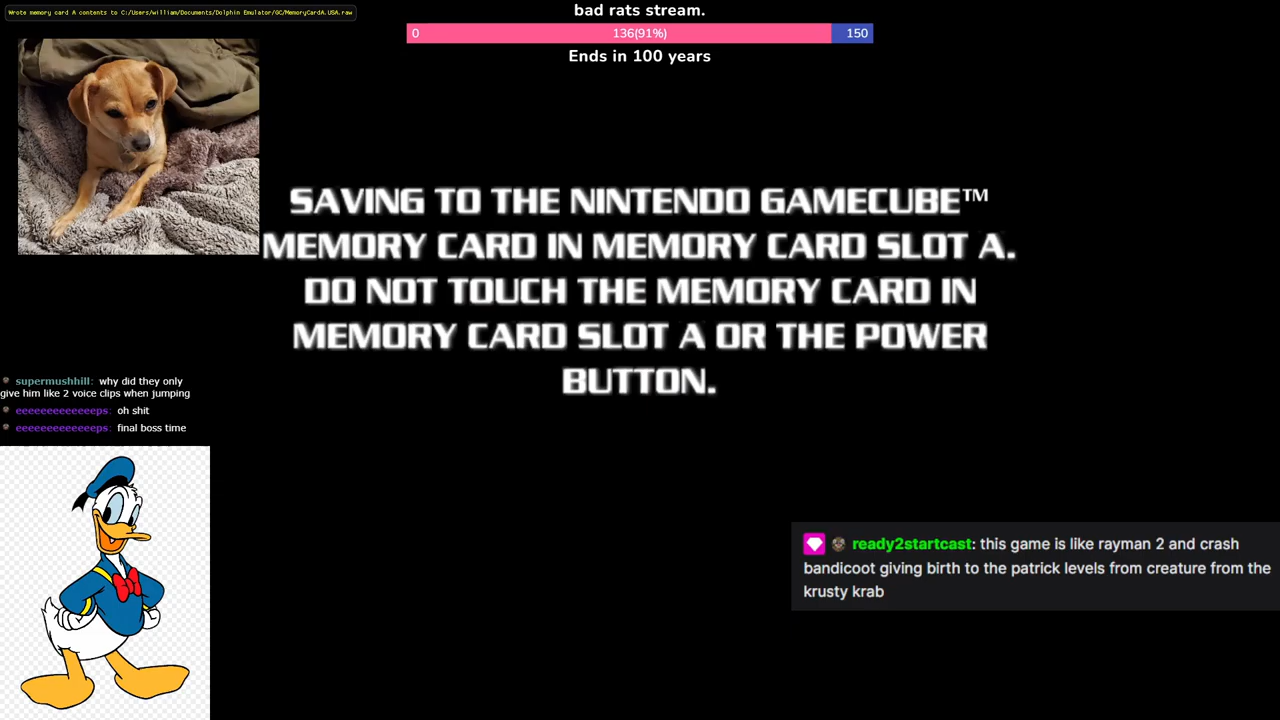 Wrote memory card A contents to C:/Users/william/Documents/Dolphin Emulator/GC/MemoryCardA.USA.raw
bad rats stream.
0 136(91%) 150
Ends in 100 years
SAVING TO THE NINTENDO GAMECUBE™
MEMORY CARD IN MEMORY CARD SLOT A.
DO NOT TOUCH THE MEMORY CARD IN
MEMORY CARD SLOT A OR THE POWER
BUTTON.
supermushhill: why did they only
give him like 2 voice clips when jumping
eeeeeeeeeeeeeps: oh shit
eeeeeeeeeeeeeps: final boss time
ready2startcast: this game is like rayman 2 and crash
bandicoot giving birth to the patrick levels from creature from the
krusty krab